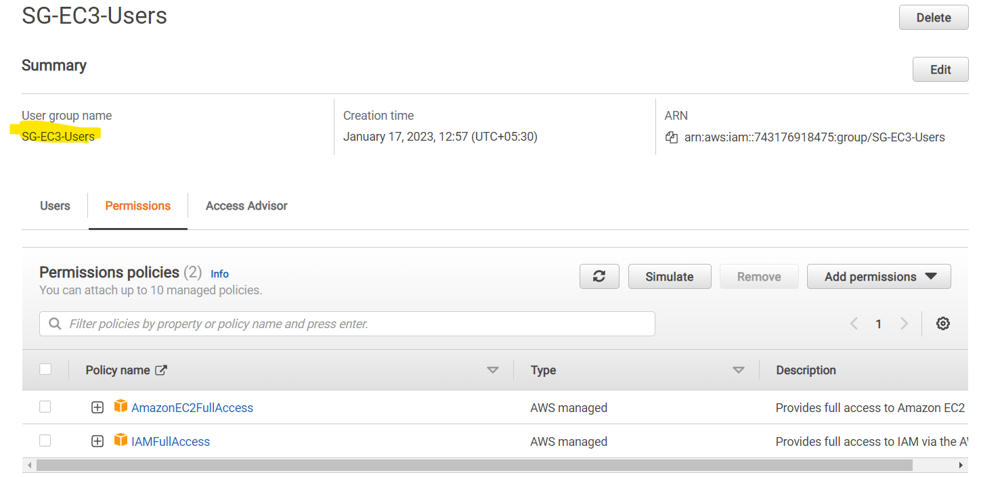 SG-EC3-Users
Delete
Summary
Edit
User group name
Creation time
ARN
SG-EC3-Users
January 17, 2023, 12:57 (UTC+05:30)
arn:aws:iam::743176918475:group/SG-EC3-Users
Users
Permissions
Access Advisor
Permissions policies (2) Info
You can attach up to 10 managed policies.
Simulate
Remove
Add permissions
Filter policies by property or policy name and press enter.
1
Policy name
Type
Description
AmazonEC2FullAccess
AWS managed
Provides full access to Amazon EC2
IAMFullAccess
AWS managed
Provides full access to IAM via the